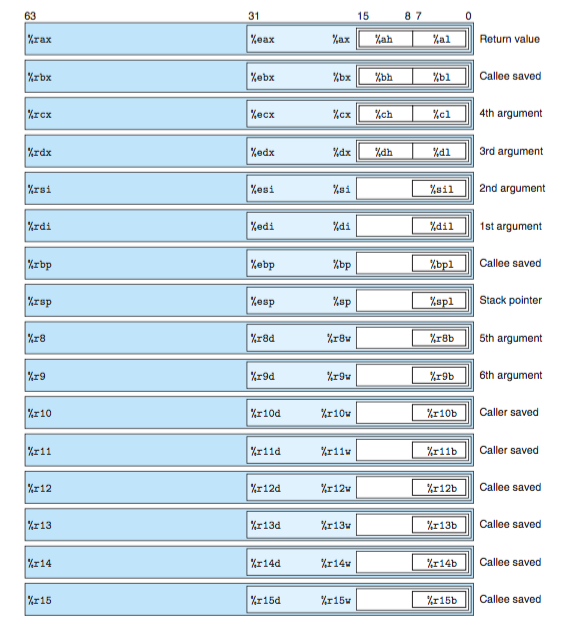 63 31 15 8 7 0
%rax %eax %ax %ah %al Return value
%rbx %ebx %bx %bh %bl Callee saved
%rcx %ecx %cx %ch %cl 4th argument
%rdx %edx %dx %dh %dl 3rd argument
%rsi %esi %si %sil 2nd argument
%rdi %edi %di %dil 1st argument
%rbp %ebp %bp %bpl Callee saved
%rsp %esp %sp %spl Stack pointer
%r8 %r8d %r8w %r8b 5th argument
%r9 %r9d %r9w %r9b 6th argument
%r10 %r10d %r10w %r10b Caller saved
%r11 %r11d %r11w %r11b Caller saved
%r12 %r12d %r12w %r12b Callee saved
%r13 %r13d %r13w %r13b Callee saved
%r14 %r14d %r14w %r14b Callee saved
%r15 %r15d %r15w %r15b Callee saved